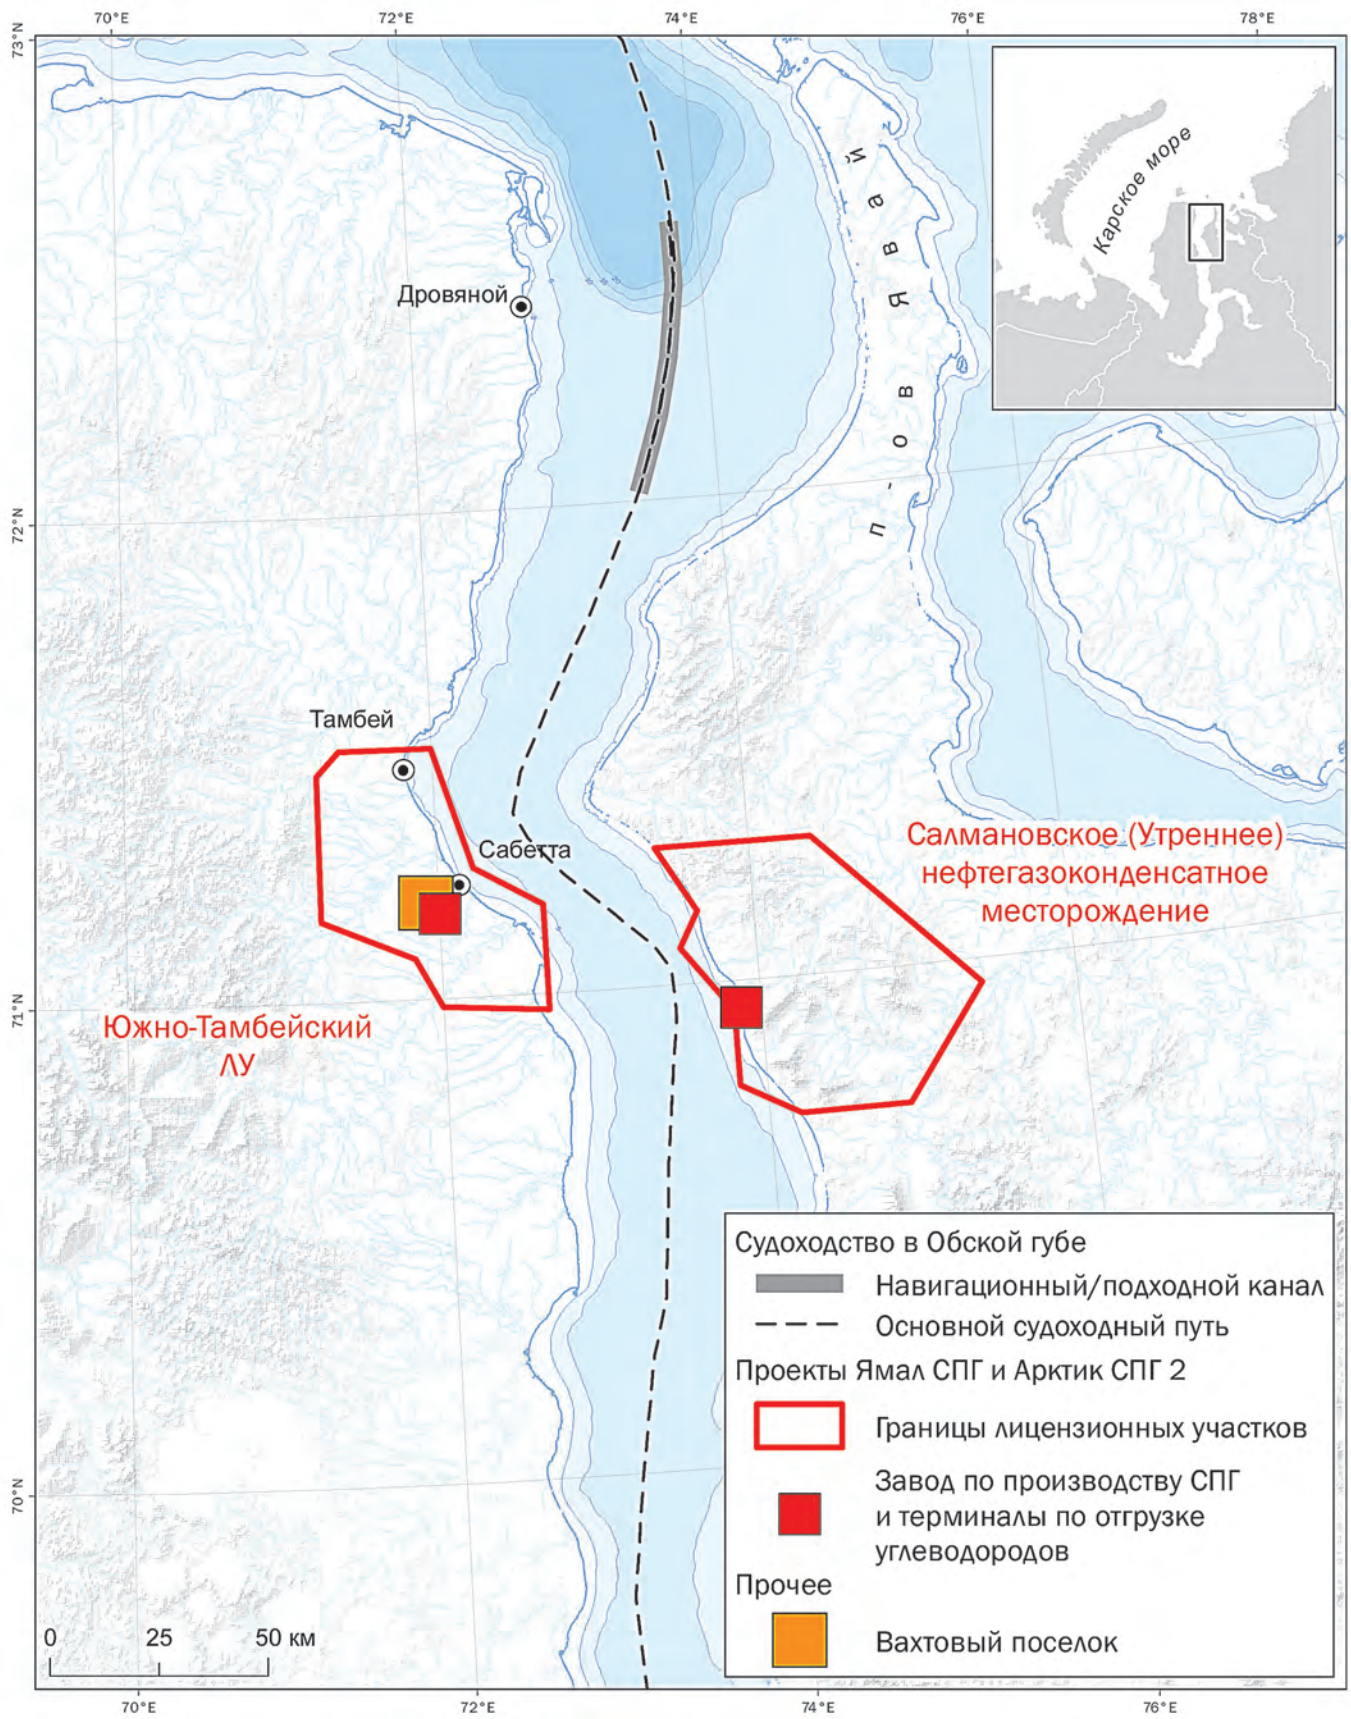 70°E
72°E
74°E
76°E
78°E
73°N
72°N
71°N
70°N
Карское море
п-ов Явай
Дровяной
Тамбей
Сабетта
Салмановское (Утреннее)
нефтегазоконденсатное
месторождение
Южно-Тамбейский
ЛУ
Судоходство в Обской губе
Навигационный/подходной канал
Основной судоходный путь
Проекты Ямал СПГ и Арктик СПГ 2
Границы лицензионных участков
Завод по производству СПГ
и терминалы по отгрузке
углеводородов
Прочее
Вахтовый поселок
0
25
50 км
70°E
72°E
74°E
76°E